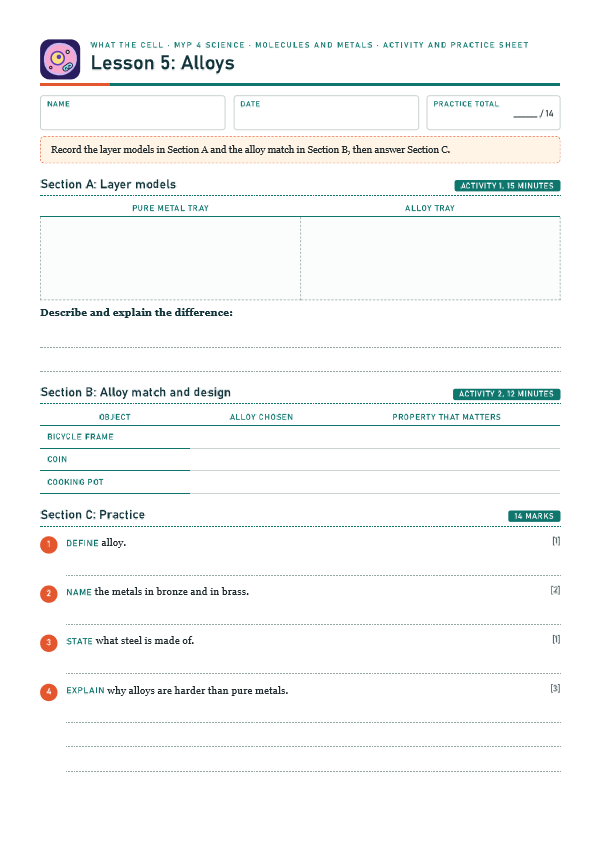 WHAT THE CELL · MYP 4 SCIENCE · MOLECULES AND METALS · ACTIVITY AND PRACTICE SHEET
Lesson 5: Alloys
NAME
DATE
PRACTICE TOTAL
_____ / 14
Record the layer models in Section A and the alloy match in Section B, then answer Section C.
Section A: Layer models
ACTIVITY 1, 15 MINUTES
PURE METAL TRAY
ALLOY TRAY
Describe and explain the difference:
Section B: Alloy match and design
ACTIVITY 2, 12 MINUTES
OBJECT ALLOY CHOSEN PROPERTY THAT MATTERS
BICYCLE FRAME
COIN
COOKING POT
Section C: Practice
14 MARKS
1 DEFINE alloy. [1]
2 NAME the metals in bronze and in brass. [2]
3 STATE what steel is made of. [1]
4 EXPLAIN why alloys are harder than pure metals. [3]